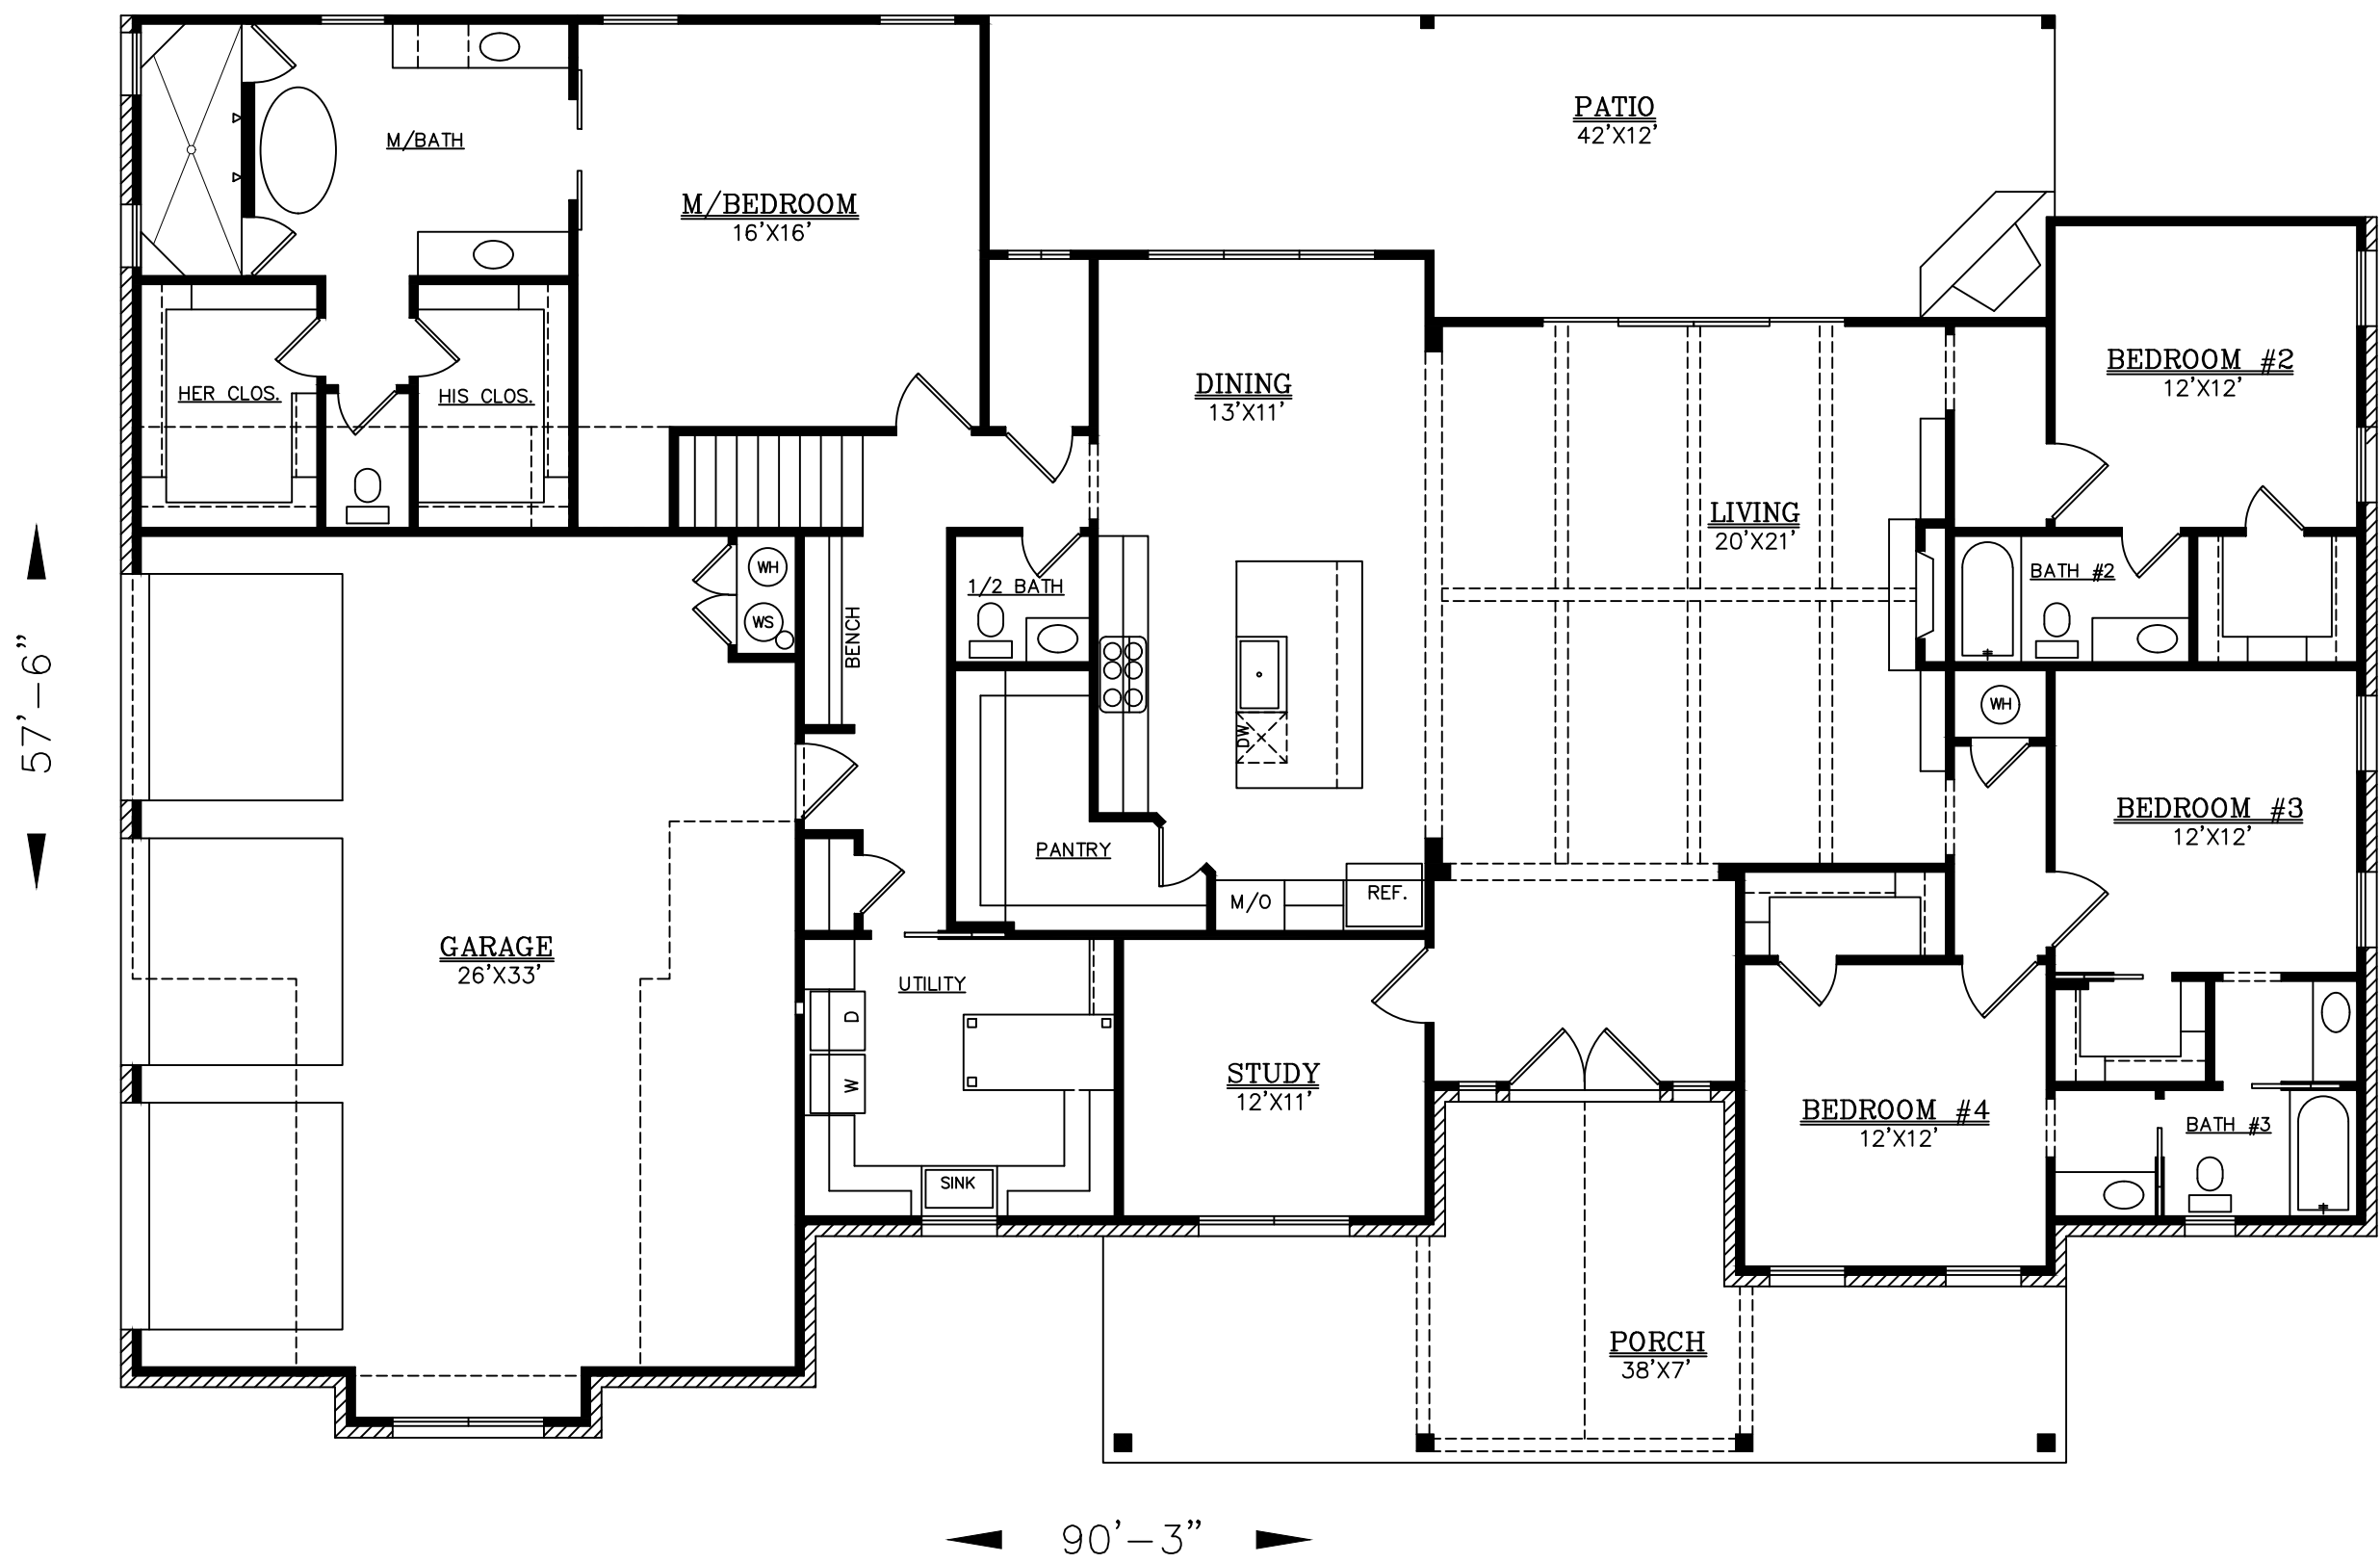 PATIO
42'X12'
M/BATH
M/BEDROOM
16'X16'
BEDROOM #2
12'X12'
DINING
13'X11'
HER CLOS.
HIS CLOS.
LIVING
20'X21'
WH
WS
BENCH
1/2 BATH
BATH #2
57'-6"
WH
DW
BEDROOM #3
12'X12'
PANTRY
M/O
REF.
GARAGE
26'X33'
UTILITY
D
W
STUDY
12'X11'
BEDROOM #4
12'X12'
BATH #3
SINK
PORCH
38'X7'
90'-3"